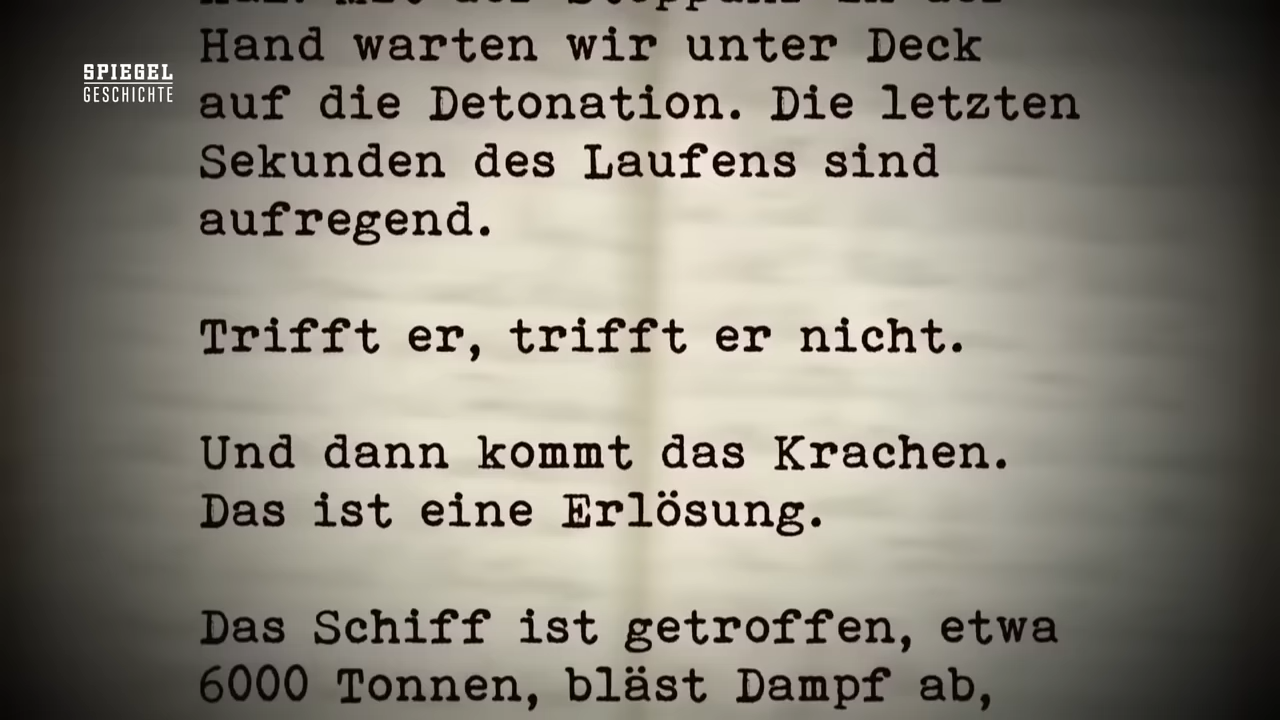 Hand warten wir unter Deck
SPIEGEL
GESCHICHTE
auf die Detonation. Die letzten
Sekunden des Laufens sind
aufregend.
Trifft er, trifft er nicht.
Und dann kommt das Krachen.
Das ist eine Erlösung.
Das Schiff ist getroffen, etwa
6000 Tonnen, bläst Dampf ab,